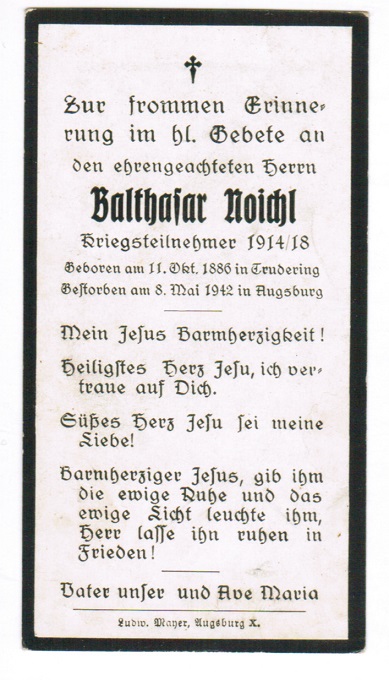 Zur frommen Erinne-
rung im hl. Gebete an
den ehrengeachteten Herrn
Balthasar Noichl
Kriegsteilnehmer 1914/18
Geboren am 11. Okt. 1886 in Trudering
Gestorben am 8. Mai 1942 in Augsburg
Mein Jesus Barmherzigkeit!
Heiligstes Herz Jesu, ich ver-
traue auf Dich.
Süßes Herz Jesu sei meine
Liebe!
Barmherziger Jesus, gib ihm
die ewige Ruhe und das
ewige Licht leuchte ihm,
Herr lasse ihn ruhen in
Frieden!
Vater unser und Ave Maria
Ludw. Mayer, Augsburg X.